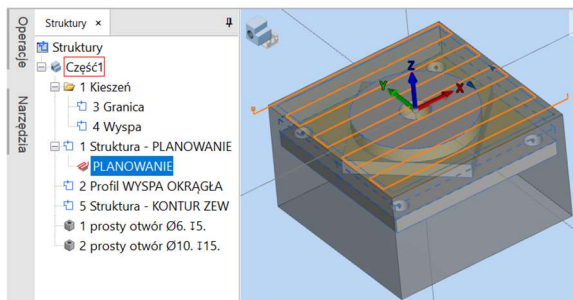 Operacje
Narzędzia
Struktury ×
Struktury
Część1
1 Kieszeń
3 Granica
4 Wyspa
1 Struktura - PLANOWANIE
PLANOWANIE
2 Profil WYSPA OKRĄGŁA
5 Struktura - KONTUR ZEW
1 prosty otwór Ø6. ↧5.
2 prosty otwór Ø10. ↧15.
Z
Y
X